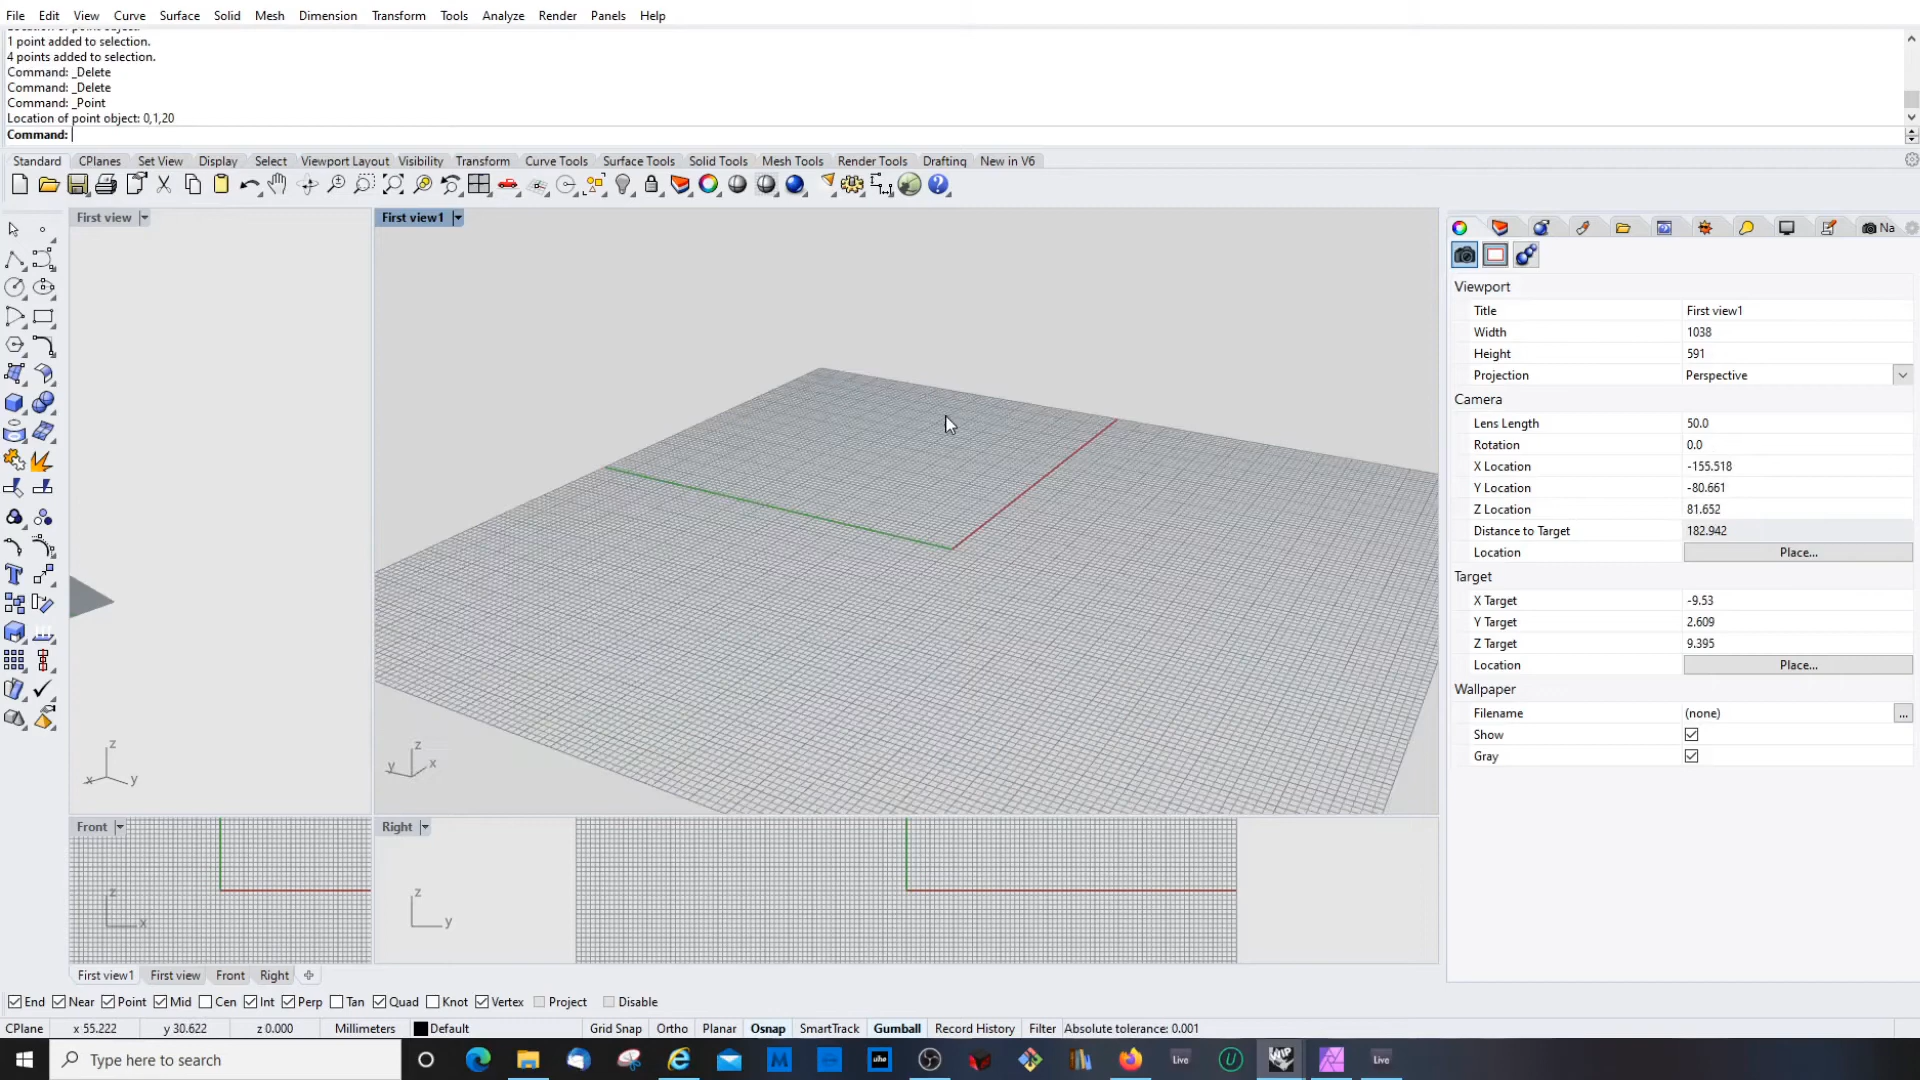 File Edit View Curve Surface Solid Mesh Dimension Transform Tools Analyze Render Panels Help
1 point added to selection.
4 points added to selection.
Command: _Delete
Command: _Delete
Command: _Point
Location of point object: 0,1,20
Command:
Standard CPlanes Set View Display Select Viewport Layout Visibility Transform Curve Tools Surface Tools Solid Tools Mesh Tools Render Tools Drafting New in V6
First view First view1
Na
Viewport
Title First view1
Width 1038
Height 591
Projection Perspective
Camera
Lens Length 50.0
Rotation 0.0
X Location -155.518
Y Location -80.661
Z Location 81.652
Distance to Target 182.942
Location Place...
Target
X Target -9.53
Y Target 2.609
Z Target 9.395
Location Place...
Wallpaper
Filename (none) ...
Show
Gray
z x y
z y x
Front Right
z x
z y
First view1 First view Front Right
End Near Point Mid Cen Int Perp Tan Quad Knot Vertex Project Disable
CPlane x 55.222 y 30.622 z 0.000 Millimeters Default Grid Snap Ortho Planar Osnap SmartTrack Gumball Record History Filter Absolute tolerance: 0.001
Type here to search uhe Live WIP Live